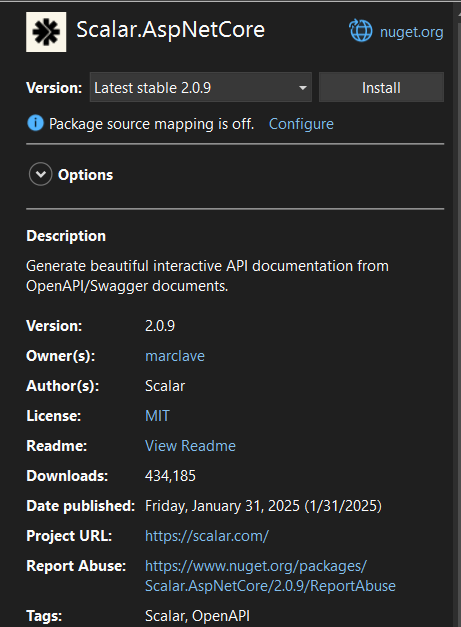 Scalar.AspNetCore
nuget.org
Version: Latest stable 2.0.9 Install
Package source mapping is off. Configure
Options
Description
Generate beautiful interactive API documentation from
OpenAPI/Swagger documents.
Version: 2.0.9
Owner(s): marclave
Author(s): Scalar
License: MIT
Readme: View Readme
Downloads: 434,185
Date published: Friday, January 31, 2025 (1/31/2025)
Project URL: https://scalar.com/
Report Abuse: https://www.nuget.org/packages/
Scalar.AspNetCore/2.0.9/ReportAbuse
Tags: Scalar, OpenAPI